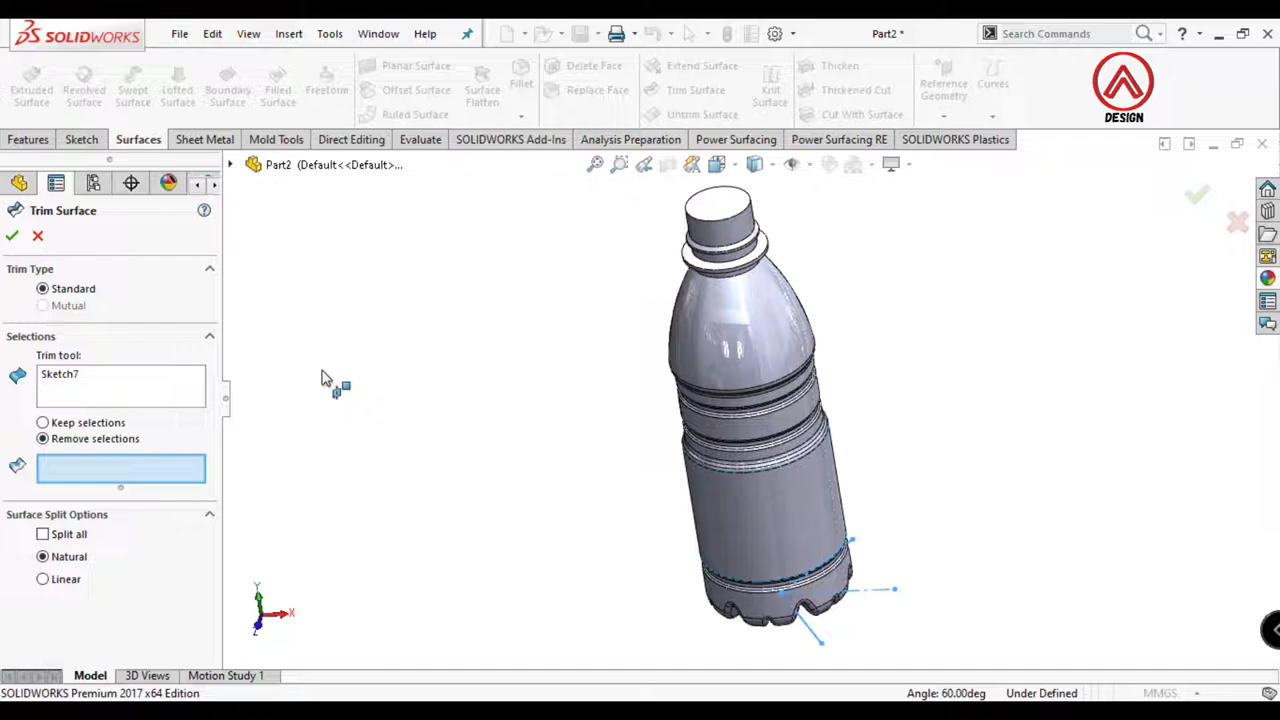 SOLIDWORKS File Edit View Insert Tools Window Help Part2 * Search Commands ?
Extruded Surface Revolved Surface Swept Surface Lofted Surface Boundary Surface Filled Surface Freeform
Planar Surface
Offset Surface
Ruled Surface
Surface Flatten
Fillet
Delete Face
Replace Face
Extend Surface
Trim Surface
Untrim Surface
Knit Surface
Thicken
Thickened Cut
Cut With Surface
Reference Geometry
Curves
DESIGN
Features Sketch Surfaces Sheet Metal Mold Tools Direct Editing Evaluate SOLIDWORKS Add-Ins Analysis Preparation Power Surfacing Power Surfacing RE SOLIDWORKS Plastics
Part2 (Default<<Default>...
Trim Surface ?
Trim Type
Standard
Mutual
Selections
Trim tool:
Sketch7
Keep selections
Remove selections
Surface Split Options
Split all
Natural
Linear
Y
X
Z
Model 3D Views Motion Study 1
SOLIDWORKS Premium 2017 x64 Edition Angle: 60.00deg Under Defined MMGS